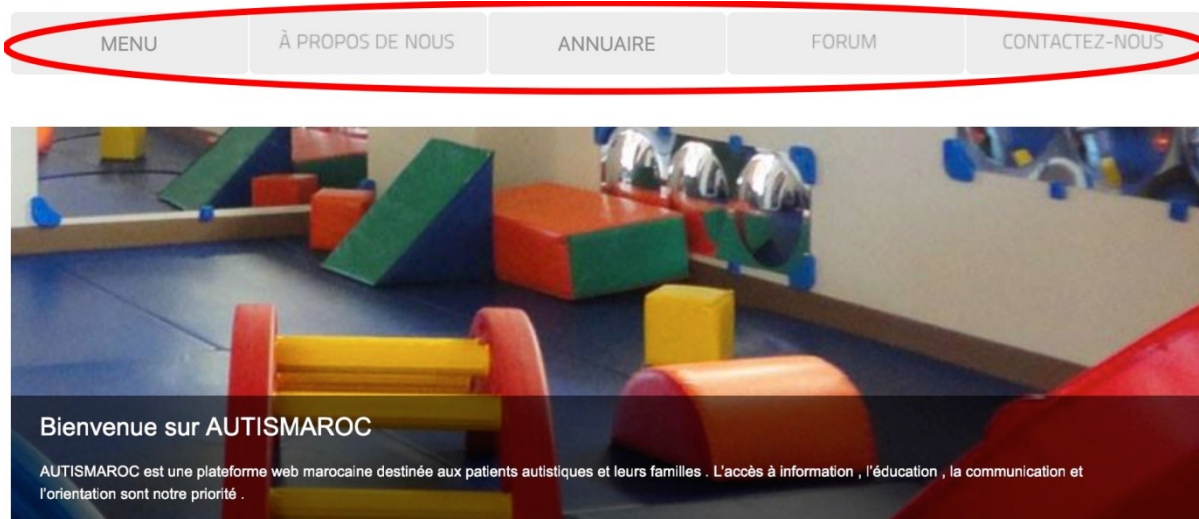 MENU
À PROPOS DE NOUS
ANNUAIRE
FORUM
CONTACTEZ-NOUS
Bienvenue sur AUTISMAROC
AUTISMAROC est une plateforme web marocaine destinée aux patients autistiques et leurs familles . L'accès à information , l'éducation , la communication et
l'orientation sont notre priorité .